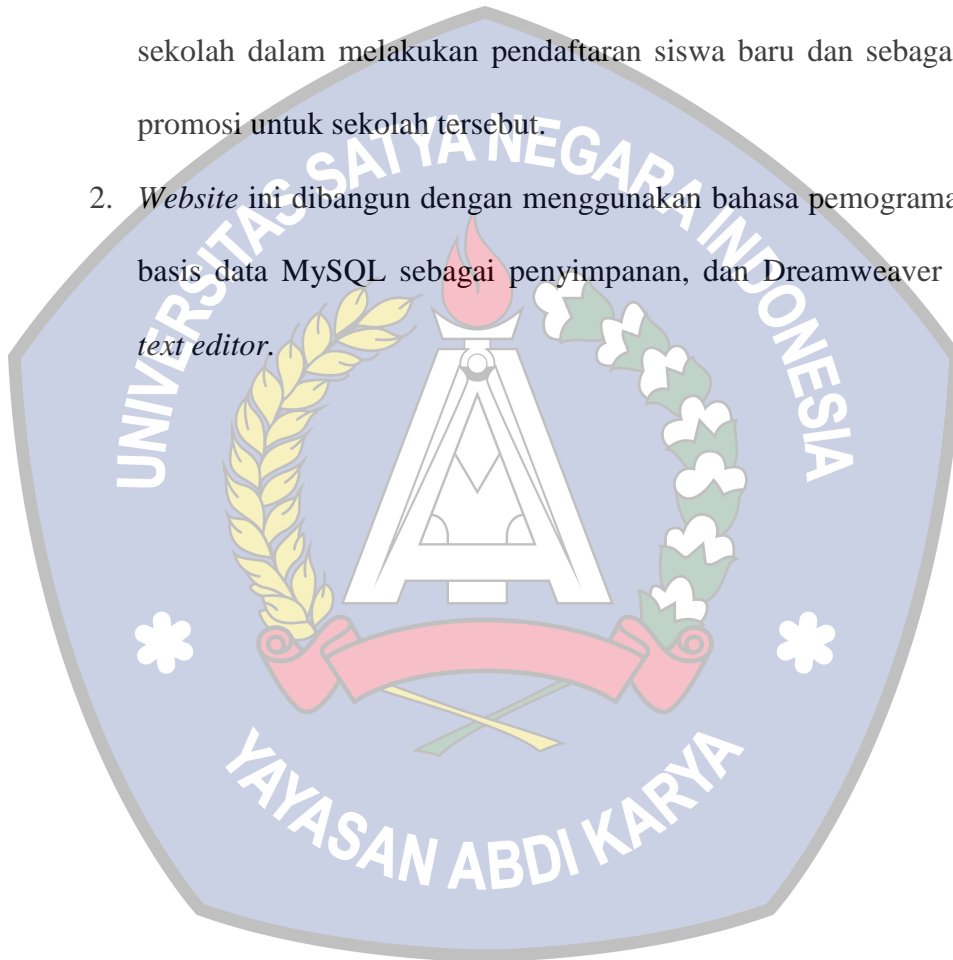 sekolah dalam melakukan pendaftaran siswa baru dan sebaga
promosi untuk sekolah tersebut.
2. Website ini dibangun dengan menggunakan bahasa pemograma
basis data MySQL sebagai penyimpanan, dan Dreamweaver
text editor.
UNIVERSITAS SATYA NEGARA INDONESIA
YAYASAN ABDI KARYA